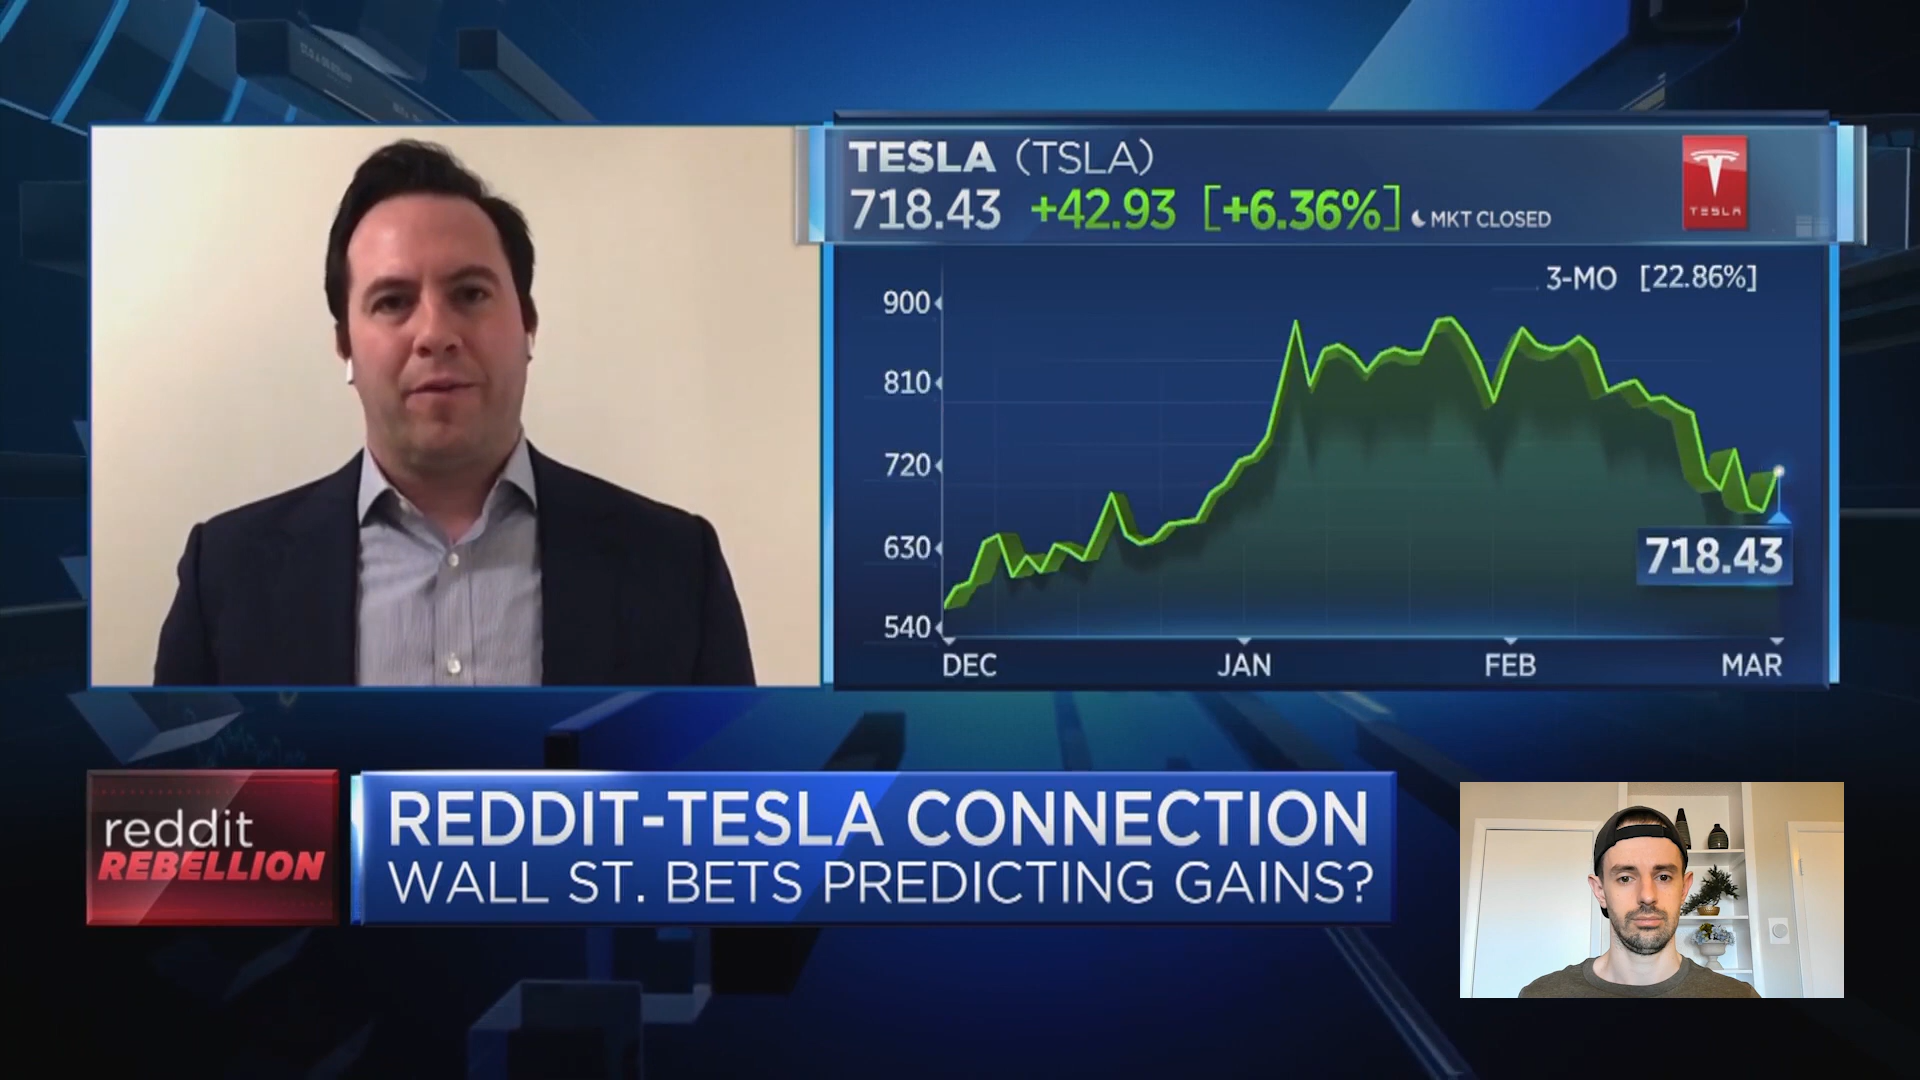 TESLA (TSLA)
718.43 +42.93 [+6.36%] MKT CLOSED
TESLA
3-MO [22.86%]
900
810
720
630
540
718.43
DEC JAN FEB MAR
reddit
REBELLION
REDDIT-TESLA CONNECTION
WALL ST. BETS PREDICTING GAINS?